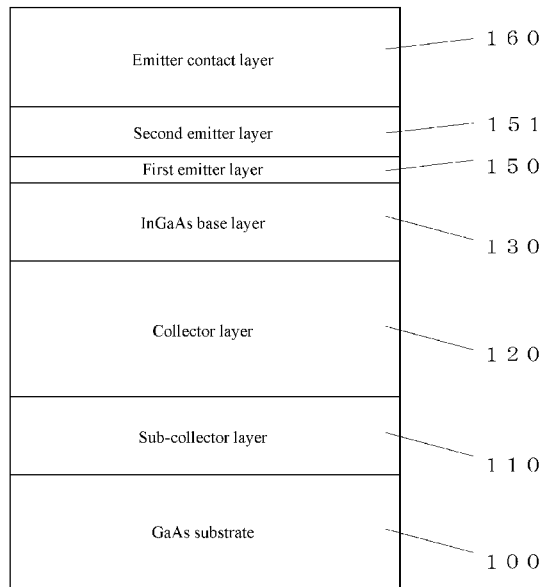 Emitter contact layer
160
Second emitter layer
151
First emitter layer
150
InGaAs base layer
130
Collector layer
120
Sub-collector layer
110
GaAs substrate
100